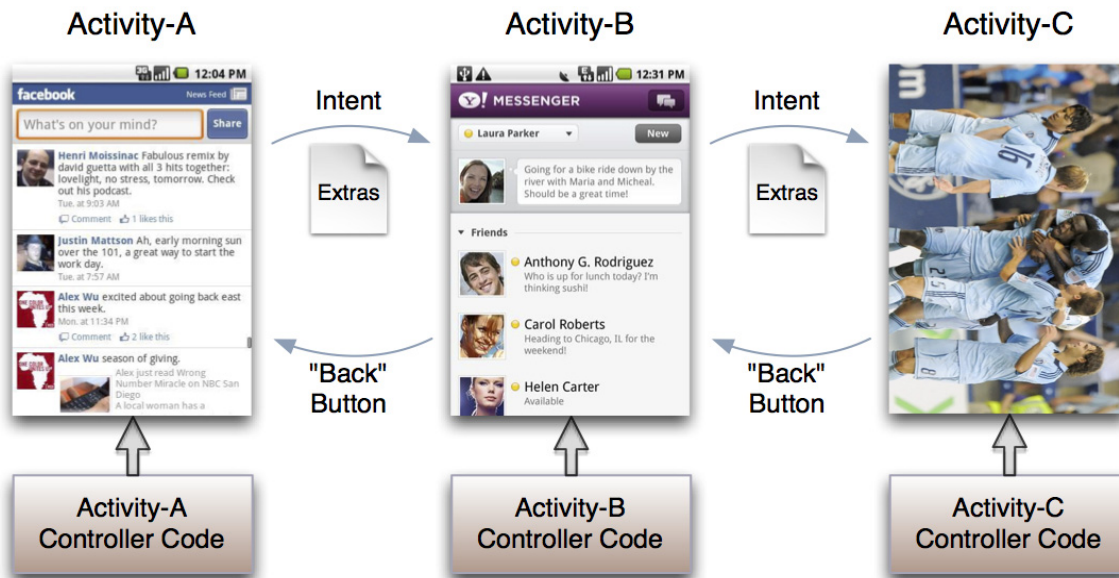 Activity-A
Activity-B
Activity-C
12:04 PM
facebook
News Feed
What's on your mind?
Share
Henri Moissinac Fabulous remix by
david guetta with all 3 hits together:
lovelight, no stress, tomorrow. Check
out his podcast.
Tue. at 9:03 AM
Comment 1 likes this
Justin Mattson Ah, early morning sun
over the 101, a great way to start the
work day.
Tue. at 7:57 AM
Alex Wu excited about going back east
this week.
Mon. at 11:34 PM
Comment 2 like this
Alex Wu season of giving.
Alex just read Wrong
Number Miracle on NBC San
Diego
A local woman has a
Intent
Extras
"Back"
Button
12:31 PM
Y! MESSENGER
Laura Parker
New
Going for a bike ride down by the
river with Maria and Micheal.
Should be a great time!
Friends
Anthony G. Rodriguez
Who is up for lunch today? I'm
thinking sushi!
Carol Roberts
Heading to Chicago, IL for the
weekend!
Helen Carter
Available
Intent
Extras
"Back"
Button
16
25
8
Activity-A
Controller Code
Activity-B
Controller Code
Activity-C
Controller Code